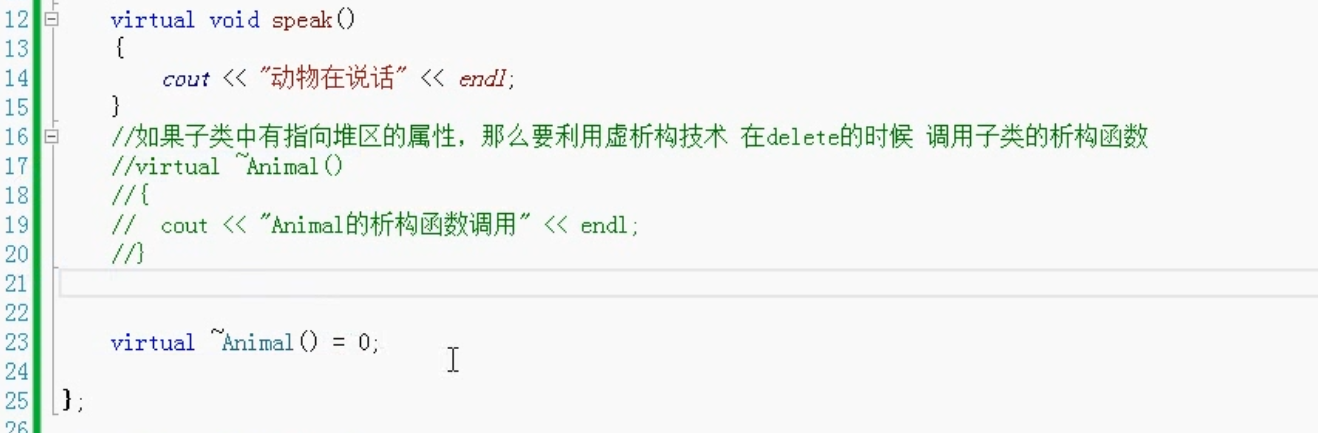 12 virtual void speak()
13 {
14 cout << "动物在说话" << endl;
15 }
16 //如果子类中有指向堆区的属性，那么要利用虚析构技术 在delete的时候 调用子类的析构函数
17 //virtual ~Animal()
18 //{
19 // cout << "Animal的析构函数调用" << endl;
20 //}
21
22
23 virtual ~Animal() = 0;
24
25 };
26